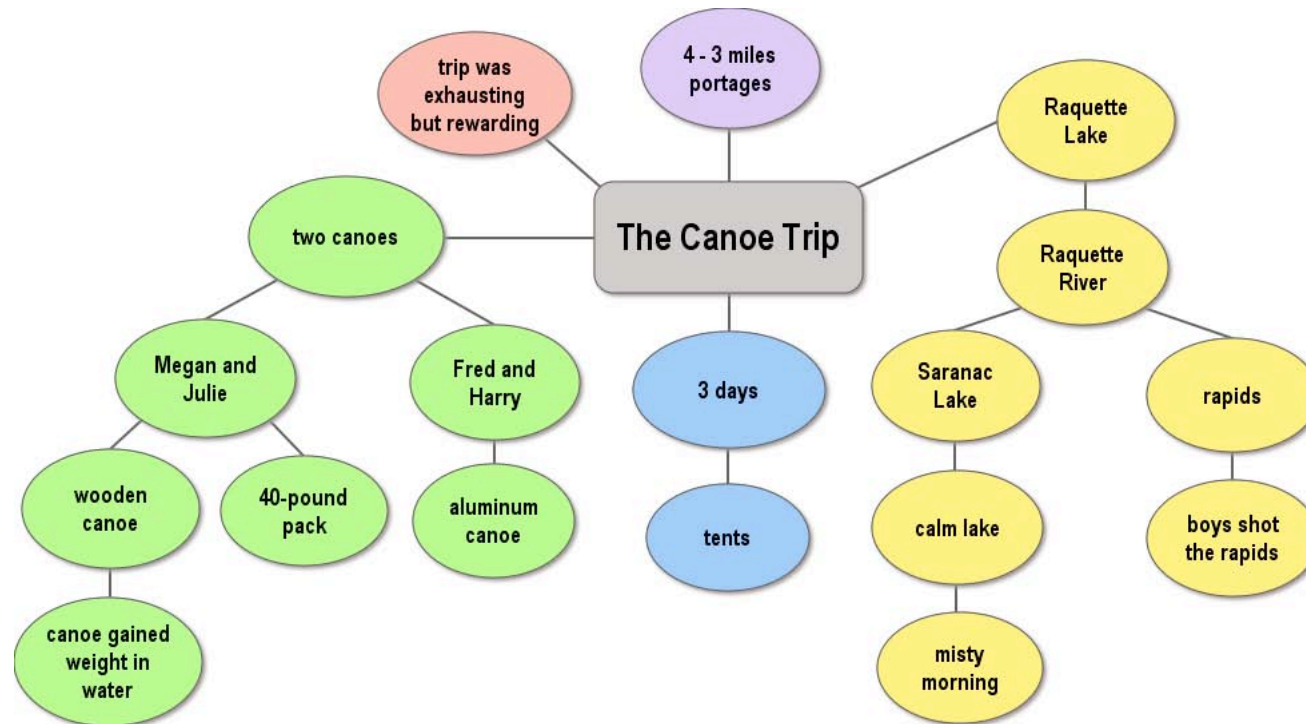 trip was
exhausting
but rewarding
4 - 3 miles
portages
Raquette
Lake
two canoes
The Canoe Trip
Raquette
River
Megan and
Julie
Fred and
Harry
3 days
Saranac
Lake
rapids
wooden
canoe
40-pound
pack
aluminum
canoe
tents
calm lake
boys shot
the rapids
canoe gained
weight in
water
misty
morning